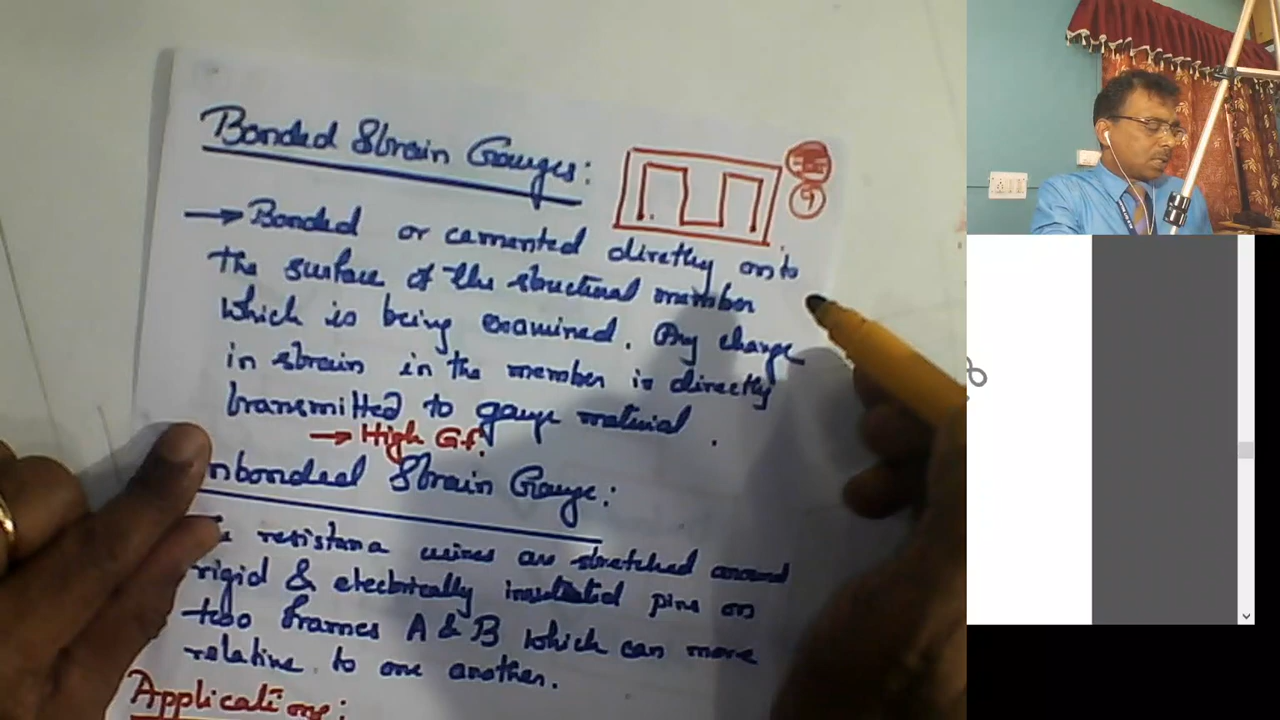 Bonded Strain Gauges:
9
→ Bonded or cemented directly onto
the surface of the structural member
which is being examined. Any change
in strain in the member is directly
transmitted to gauge material.
→ High G.f.
nbonded Strain Gauge:
resistance wires are stretched around
rigid & electrically insulated pins on
two frames A & B which can move
relative to one another.
Applications: